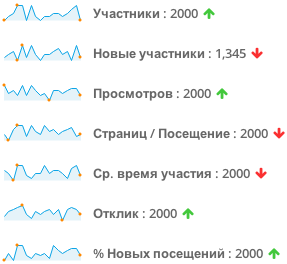 Участники : 2000
Новые участники : 1,345
Просмотров : 2000
Страниц / Посещение : 2000
Ср. время участия : 2000
Отклик : 2000
% Новых посещений : 2000